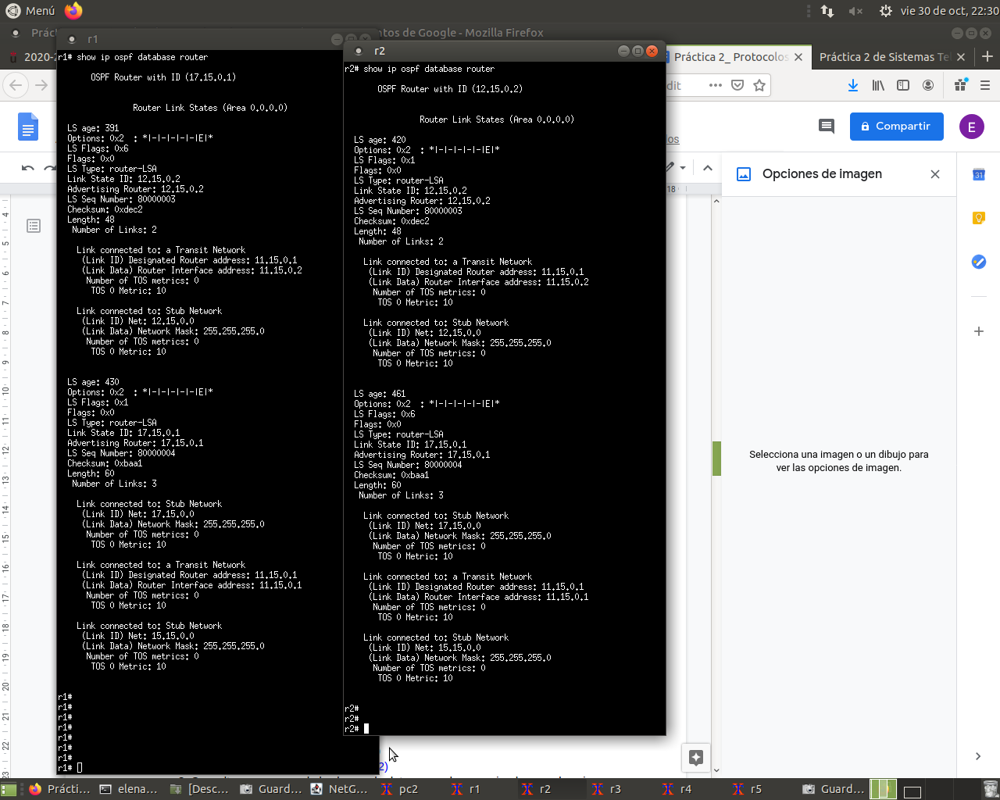 Menú
vie 30 de oct, 22:30
Práct
ntos de Google - Mozilla Firefox
r1
r2
2020-2
Práctica 2_ Protocolos
Práctica 2 de Sistemas Tel
dit
Compartir
E
los
Opciones de imagen
18
31
Selecciona una imagen o un dibujo para
ver las opciones de imagen.
4
5
6
7
8
9
10
11
12
13
14
15
16
17
18
19
20
21
22
23
r1# show ip ospf database router
OSPF Router with ID (17.15.0.1)
Router Link States (Area 0.0.0.0)
LS age: 391
Options: 0x2  : *|-|-|-|-|-|E|*
LS Flags: 0x6
Flags: 0x0
LS Type: router-LSA
Link State ID: 12.15.0.2
Advertising Router: 12.15.0.2
LS Seq Number: 80000003
Checksum: 0xdec2
Length: 48
Number of Links: 2
Link connected to: a Transit Network
(Link ID) Designated Router address: 11.15.0.1
(Link Data) Router Interface address: 11.15.0.2
Number of TOS metrics: 0
TOS 0 Metric: 10
Link connected to: Stub Network
(Link ID) Net: 12.15.0.0
(Link Data) Network Mask: 255.255.255.0
Number of TOS metrics: 0
TOS 0 Metric: 10
LS age: 430
Options: 0x2  : *|-|-|-|-|-|E|*
LS Flags: 0x1
Flags: 0x0
LS Type: router-LSA
Link State ID: 17.15.0.1
Advertising Router: 17.15.0.1
LS Seq Number: 80000004
Checksum: 0xbaa1
Length: 60
Number of Links: 3
Link connected to: Stub Network
(Link ID) Net: 17.15.0.0
(Link Data) Network Mask: 255.255.255.0
Number of TOS metrics: 0
TOS 0 Metric: 10
Link connected to: a Transit Network
(Link ID) Designated Router address: 11.15.0.1
(Link Data) Router Interface address: 11.15.0.1
Number of TOS metrics: 0
TOS 0 Metric: 10
Link connected to: Stub Network
(Link ID) Net: 15.15.0.0
(Link Data) Network Mask: 255.255.255.0
Number of TOS metrics: 0
TOS 0 Metric: 10
r1#
r1#
r1#
r1#
r1#
r1#
r1#
r1#
r2# show ip ospf database router
OSPF Router with ID (12.15.0.2)
Router Link States (Area 0.0.0.0)
LS age: 420
Options: 0x2  : *|-|-|-|-|-|E|*
LS Flags: 0x1
Flags: 0x0
LS Type: router-LSA
Link State ID: 12.15.0.2
Advertising Router: 12.15.0.2
LS Seq Number: 80000003
Checksum: 0xdec2
Length: 48
Number of Links: 2
Link connected to: a Transit Network
(Link ID) Designated Router address: 11.15.0.1
(Link Data) Router Interface address: 11.15.0.2
Number of TOS metrics: 0
TOS 0 Metric: 10
Link connected to: Stub Network
(Link ID) Net: 12.15.0.0
(Link Data) Network Mask: 255.255.255.0
Number of TOS metrics: 0
TOS 0 Metric: 10
LS age: 461
Options: 0x2  : *|-|-|-|-|-|E|*
LS Flags: 0x6
Flags: 0x0
LS Type: router-LSA
Link State ID: 17.15.0.1
Advertising Router: 17.15.0.1
LS Seq Number: 80000004
Checksum: 0xbaa1
Length: 60
Number of Links: 3
Link connected to: Stub Network
(Link ID) Net: 17.15.0.0
(Link Data) Network Mask: 255.255.255.0
Number of TOS metrics: 0
TOS 0 Metric: 10
Link connected to: a Transit Network
(Link ID) Designated Router address: 11.15.0.1
(Link Data) Router Interface address: 11.15.0.1
Number of TOS metrics: 0
TOS 0 Metric: 10
Link connected to: Stub Network
(Link ID) Net: 15.15.0.0
(Link Data) Network Mask: 255.255.255.0
Number of TOS metrics: 0
TOS 0 Metric: 10
r2#
r2#
r2#
2)
Prácti...
elena...
[Desc...
Guard...
NetG...
pc2
r1
r2
r3
r4
r5
Guard...